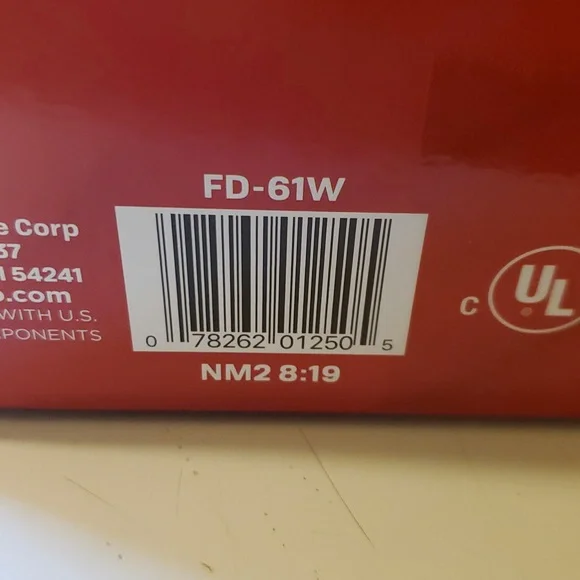 FD-61W
e Corp
37
54241
.com
WITH U.S.
PONENTS
0 78262 01250 5
NM2 8:19
C UL